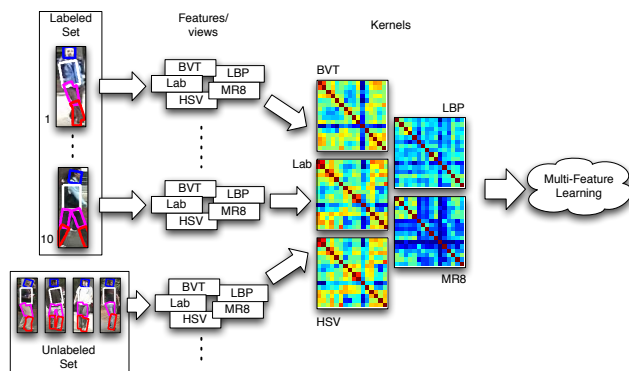 Labeled
Set
Features/
views
Kernels
BVT
LBP
Lab
MR8
HSV
1
BVT
LBP
Lab
MR8
HSV
10
BVT
LBP
Lab
MR8
HSV
Unlabeled
Set
BVT
LBP
Lab
MR8
HSV
Multi-Feature
Learning